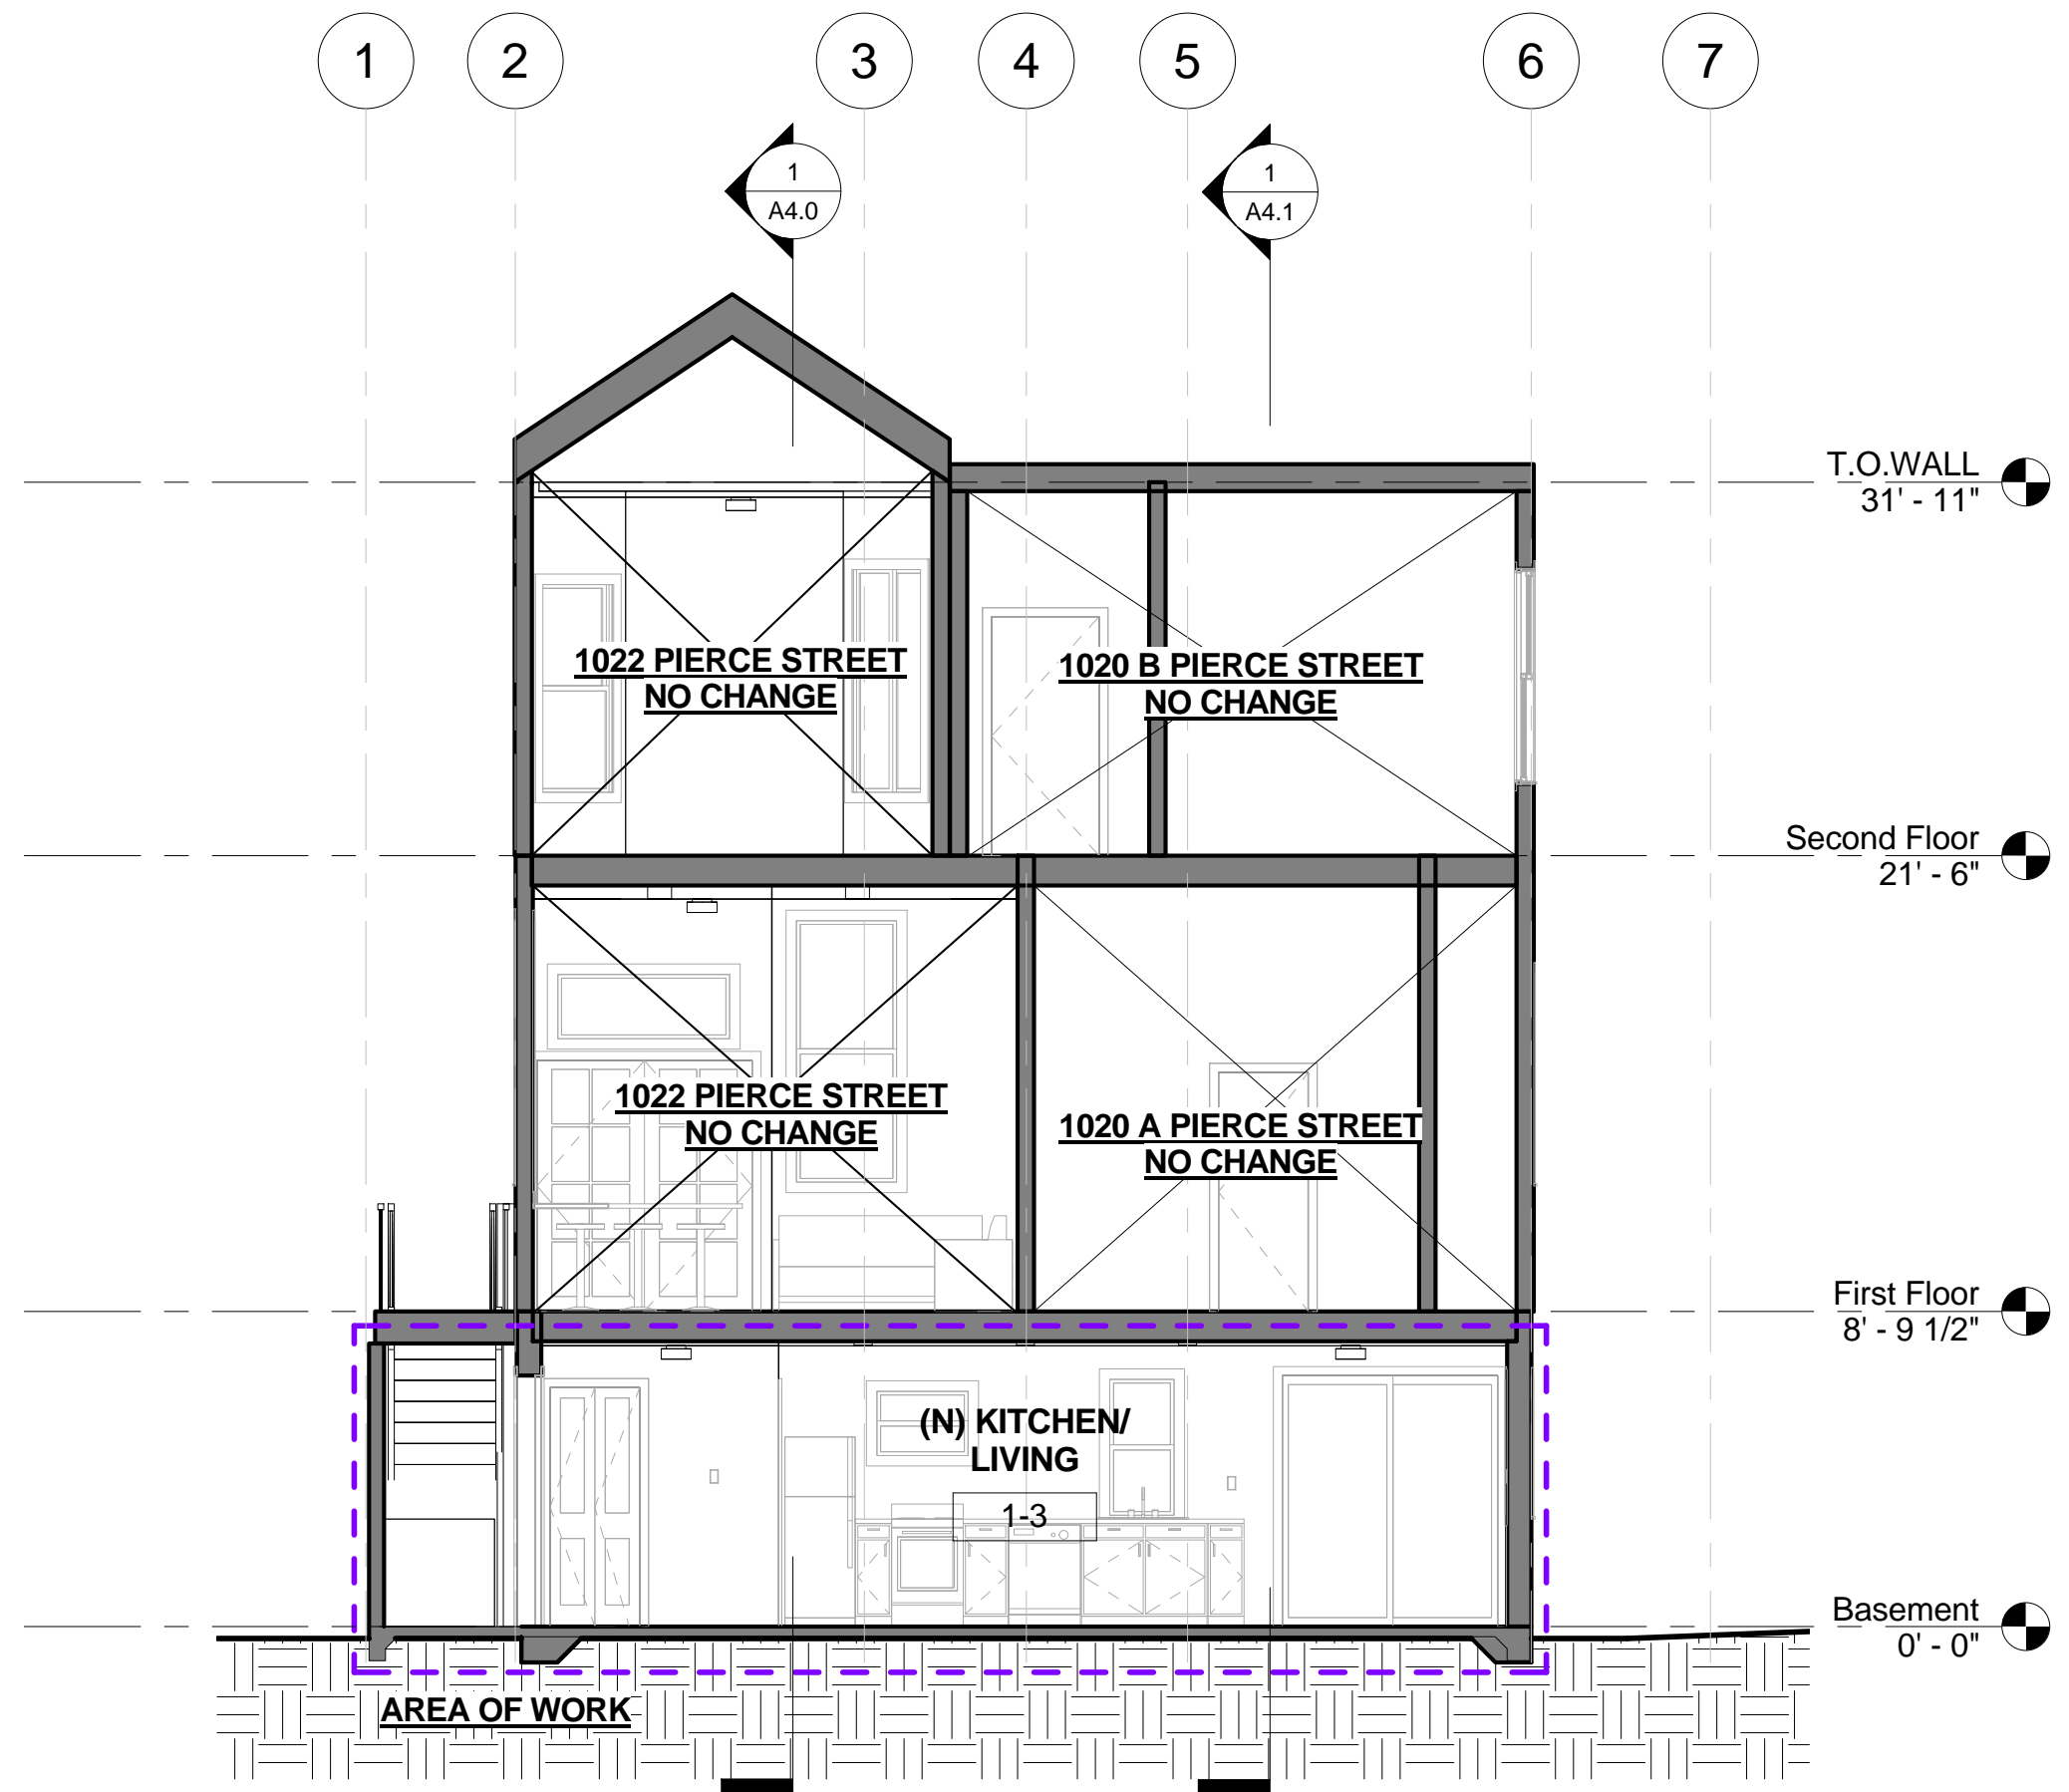 1 2 3 4 5 6 7
1
A4.0
1
A4.1
T.O.WALL
31' - 11"
1022 PIERCE STREET
NO CHANGE
1020 B PIERCE STREET
NO CHANGE
Second Floor
21' - 6"
1022 PIERCE STREET
NO CHANGE
1020 A PIERCE STREET
NO CHANGE
First Floor
8' - 9 1/2"
(N) KITCHEN/
LIVING
1-3
Basement
0' - 0"
AREA OF WORK